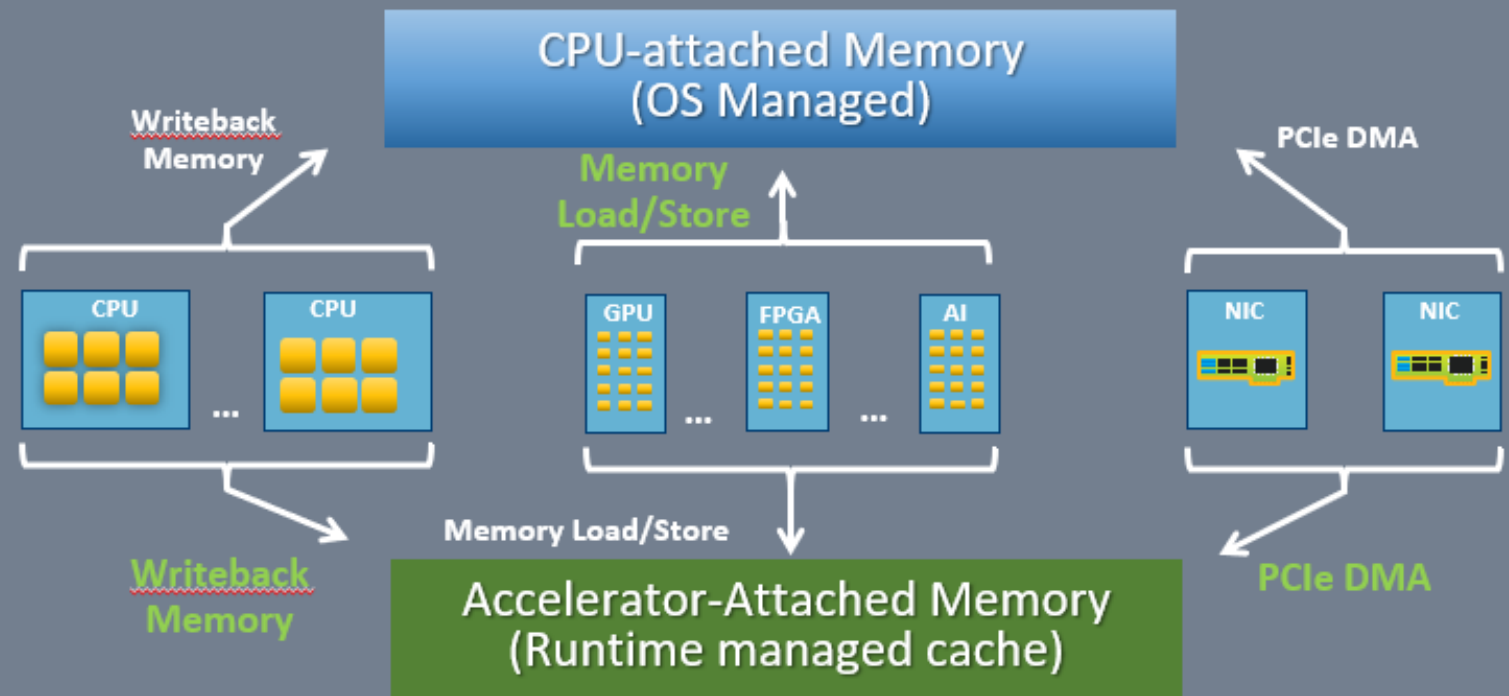 CPU-attached Memory
(OS Managed)
Writeback
Memory
PCIe DMA
Memory
Load/Store
CPU
CPU
GPU
FPGA
AI
NIC
NIC
...
...
...
Memory Load/Store
Writeback
Memory
PCIe DMA
Accelerator-Attached Memory
(Runtime managed cache)